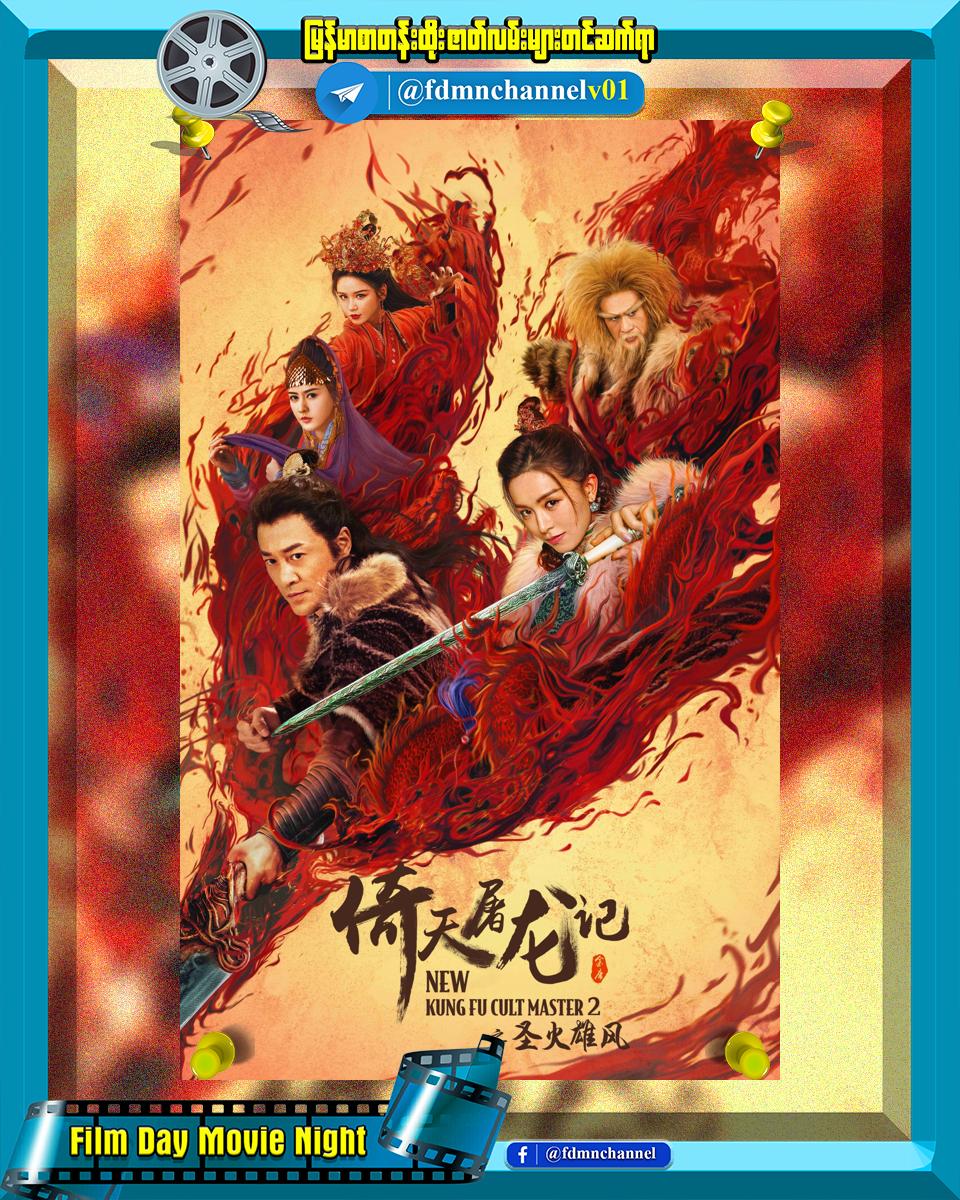 မြန်မာစာတန်းထိုးဇာတ်လမ်းများတင်ဆက်ရာ
@fdmnchannelv01
倚天屠龙记
NEW
KUNG FU CULT MASTER 2
之圣火雄风
Film Day Movie Night
@fdmnchannel